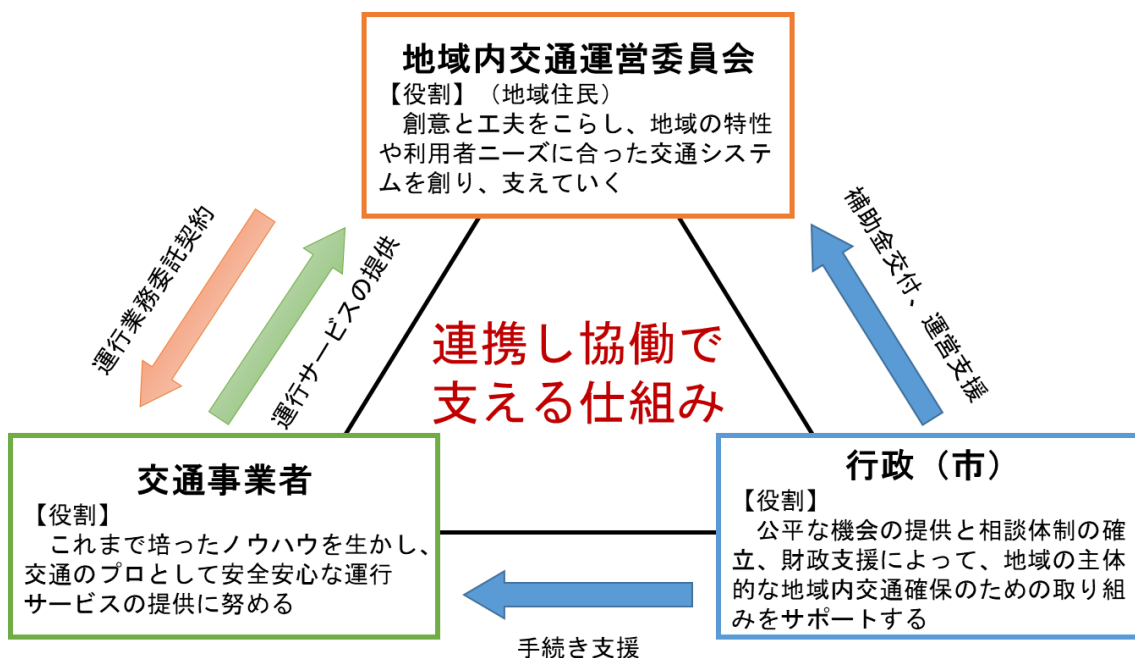 地域内交通運営委員会
【役割】（地域住民）
創意と工夫をこらし、地域の特性
や利用者ニーズに合った交通システ
ムを創り、支えていく
運行業務委託契約
運行サービスの提供
補助金交付、運営支援
連携し協働で
支える仕組み
交通事業者
【役割】
これまで培ったノウハウを生かし、
交通のプロとして安全安心な運行
サービスの提供に努める
行政（市）
【役割】
公平な機会の提供と相談体制の確
立、財政支援によって、地域の主体
的な地域内交通確保のための取り組
みをサポートする
手続き支援